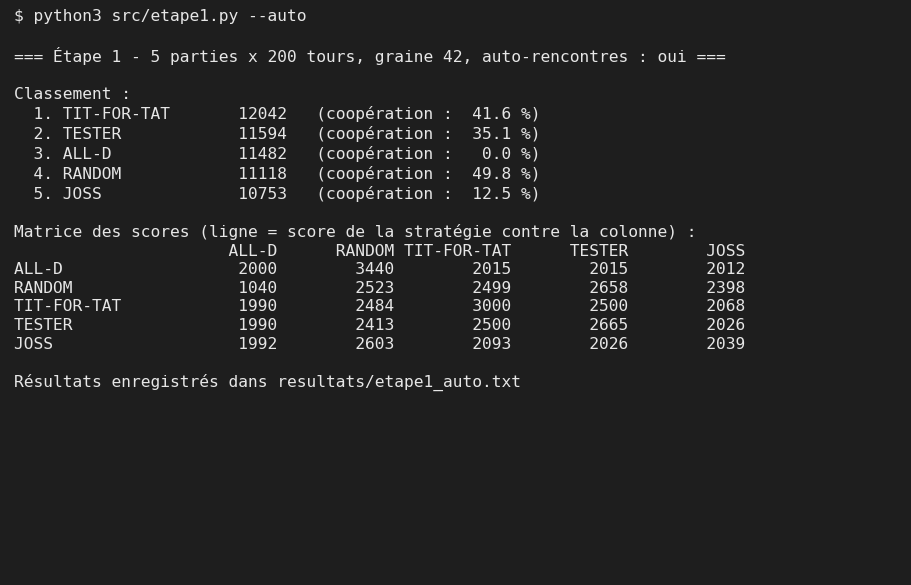 $ python3 src/etape1.py --auto
=== Étape 1 - 5 parties x 200 tours, graine 42, auto-rencontres : oui ===
Classement :
  1. TIT-FOR-TAT       12042   (coopération :  41.6 %)
  2. TESTER            11594   (coopération :  35.1 %)
  3. ALL-D             11482   (coopération :   0.0 %)
  4. RANDOM            11118   (coopération :  49.8 %)
  5. JOSS              10753   (coopération :  12.5 %)
Matrice des scores (ligne = score de la stratégie contre la colonne) :
                      ALL-D      RANDOM TIT-FOR-TAT      TESTER        JOSS
ALL-D                  2000        3440        2015        2015        2012
RANDOM                 1040        2523        2499        2658        2398
TIT-FOR-TAT            1990        2484        3000        2500        2068
TESTER                 1990        2413        2500        2665        2026
JOSS                   1992        2603        2093        2026        2039
Résultats enregistrés dans resultats/etape1_auto.txt